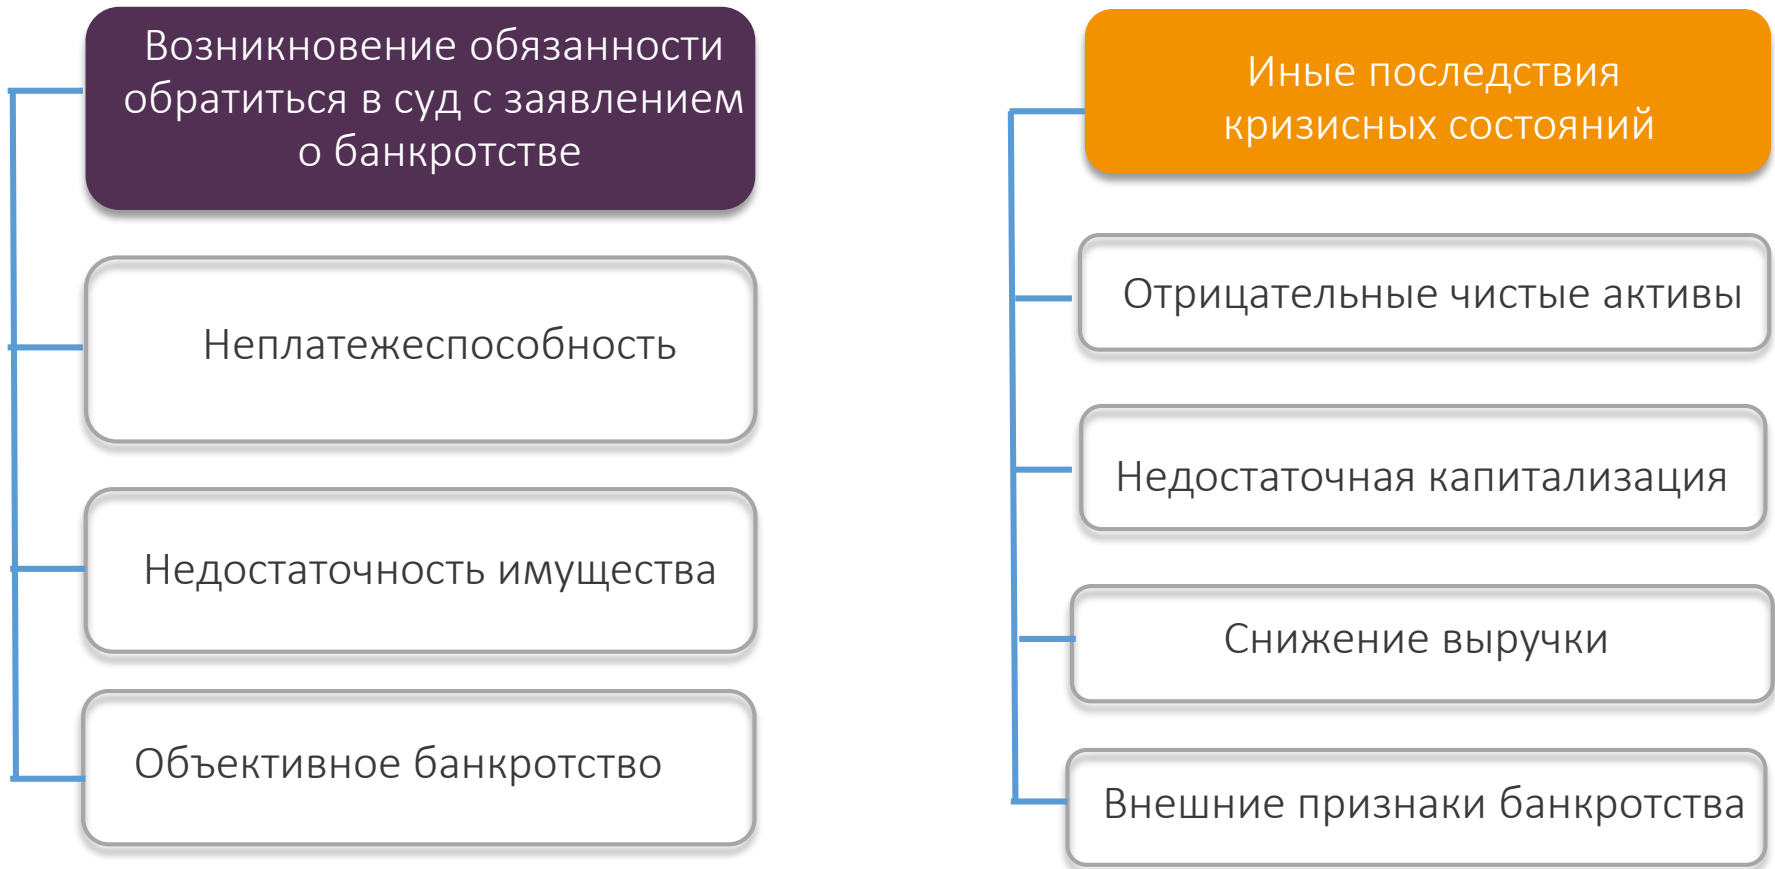 Возникновение обязанности
обратиться в суд с заявлением
о банкротстве
Неплатежеспособность
Недостаточность имущества
Объективное банкротство
Иные последствия
кризисных состояний
Отрицательные чистые активы
Недостаточная капитализация
Снижение выручки
Внешние признаки банкротства